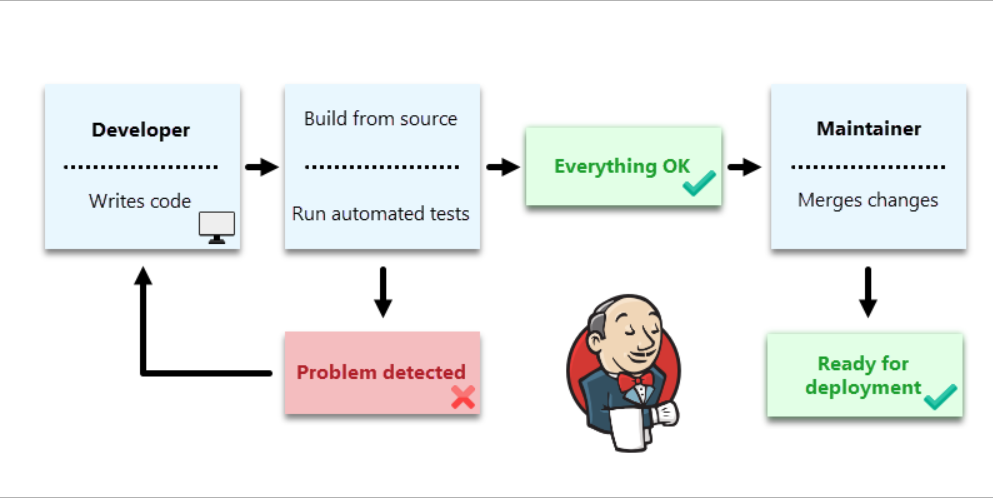 Developer
Writes code
Build from source
Run automated tests
Everything OK
Maintainer
Merges changes
Problem detected
Ready for
deployment